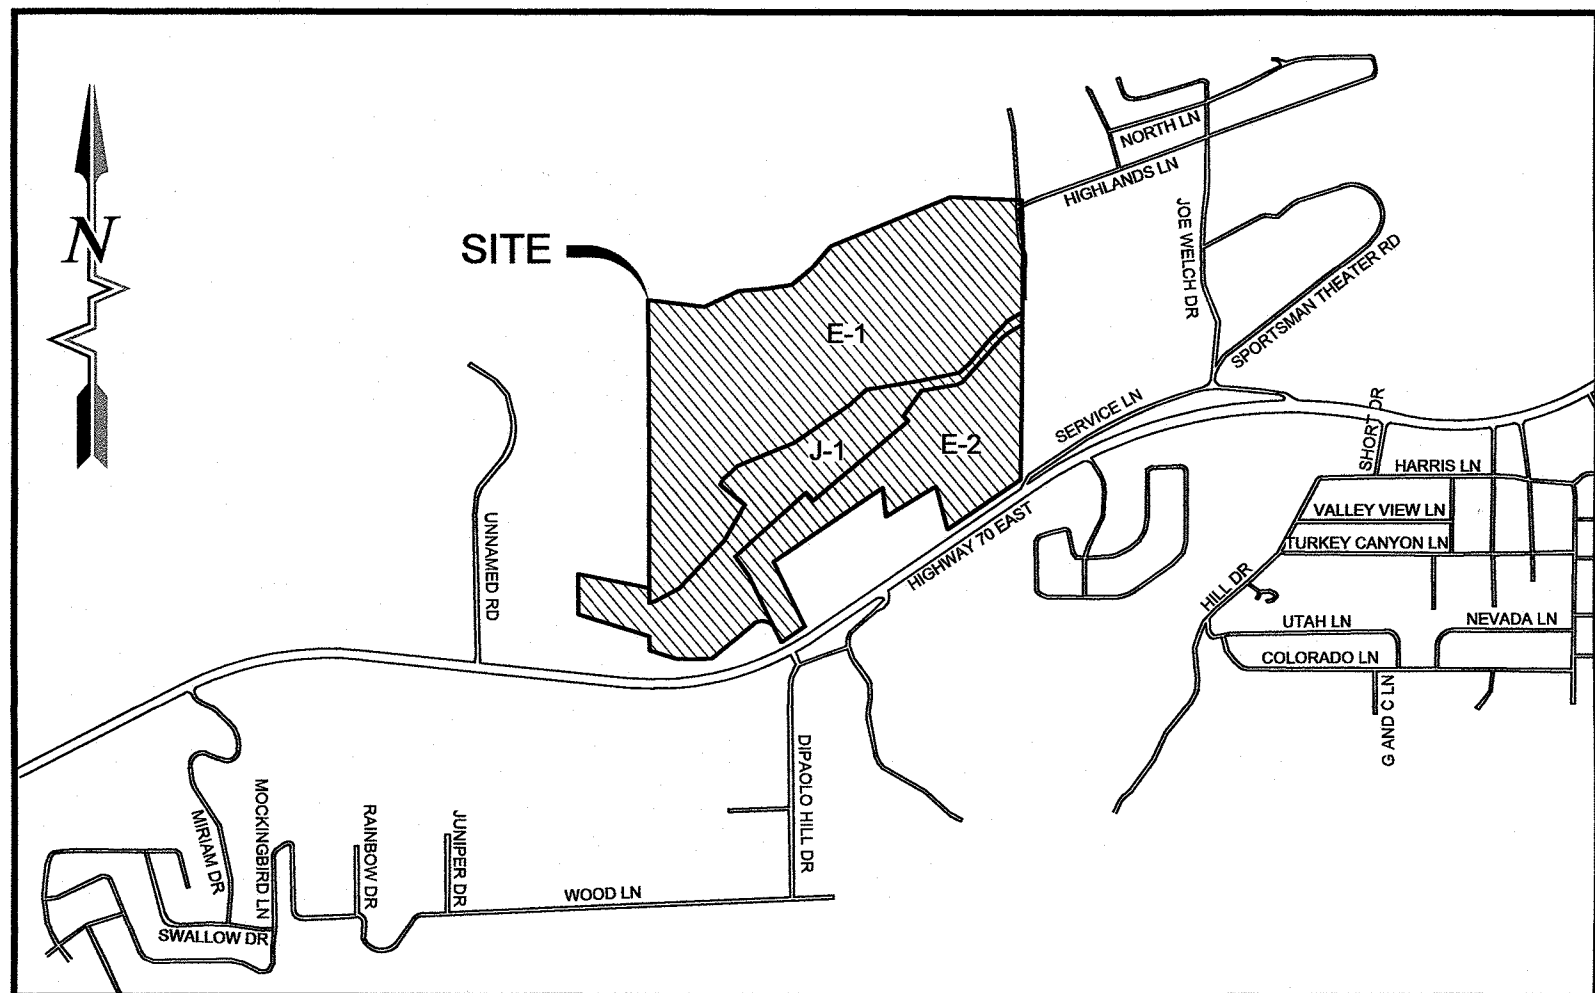 NORTH LN
HIGHLANDS LN
N
SITE
JOE WELCH DR
SPORTSMAN THEATER RD
E-1
SERVICE LN
J-1
E-2
SHORT DR
HARRIS LN
VALLEY VIEW LN
UNNAMED RD
HIGHWAY 70 EAST
TURKEY CANYON LN
HILL DR
UTAH LN
NEVADA LN
COLORADO LN
G AND C LN
DIPAOLO HILL DR
MIRIAM DR
MOCKINGBIRD LN
RAINBOW DR
JUNIPER DR
WOOD LN
SWALLOW DR